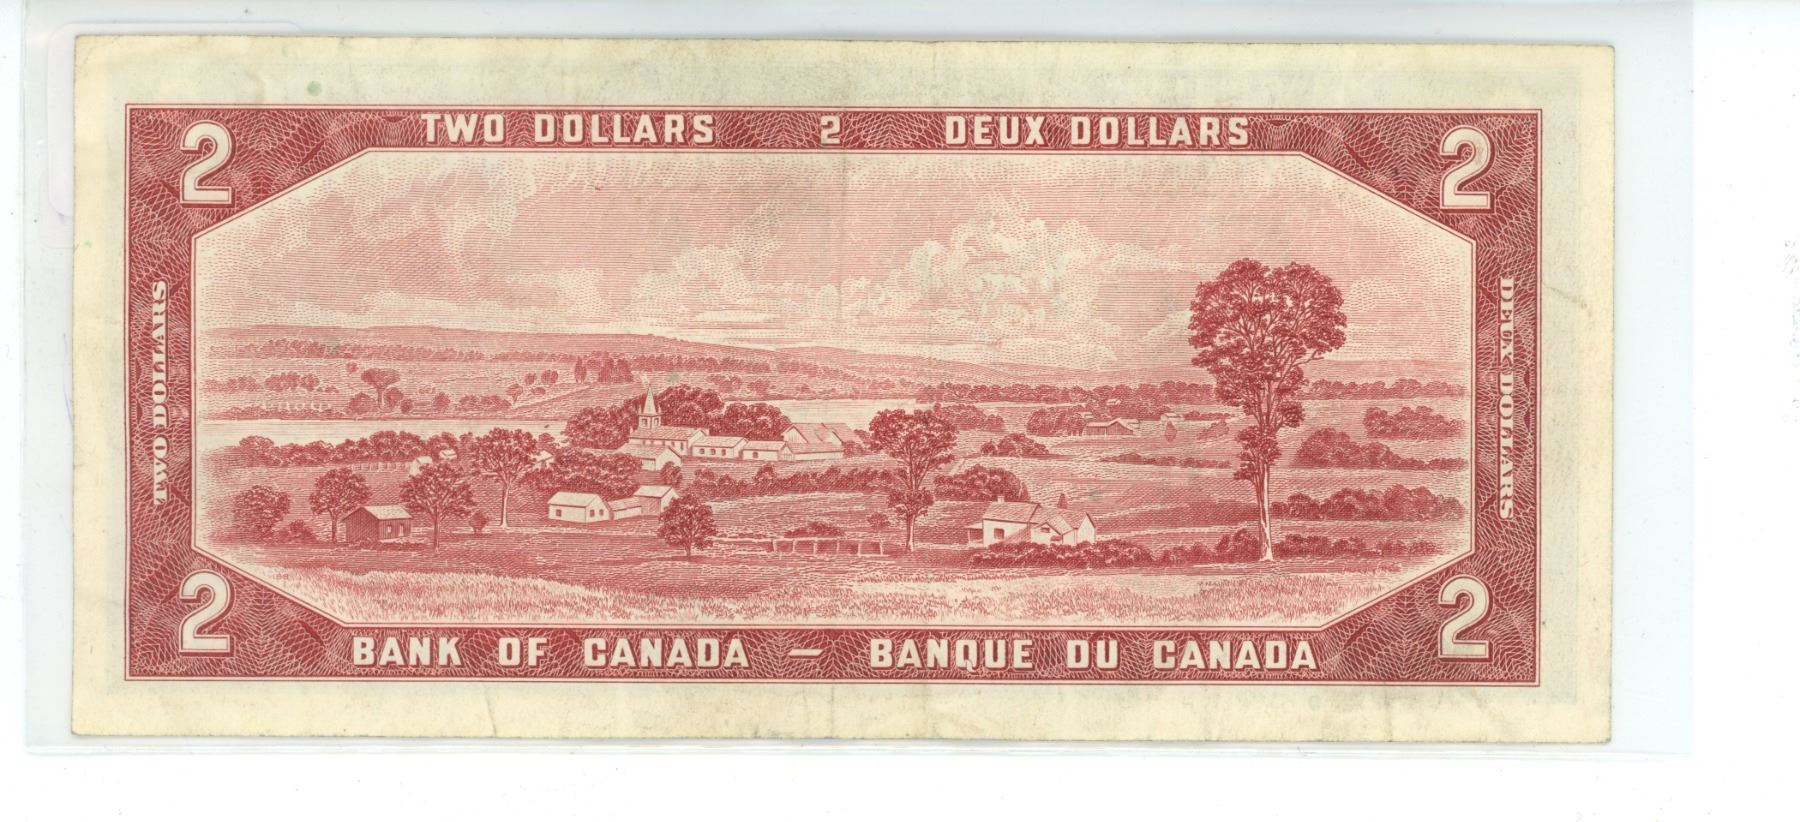 TWO DOLLARS 2 DEUX DOLLARS
2
2
TWO DOLLARS
DEUX DOLLARS
2
2
BANK OF CANADA – BANQUE DU CANADA